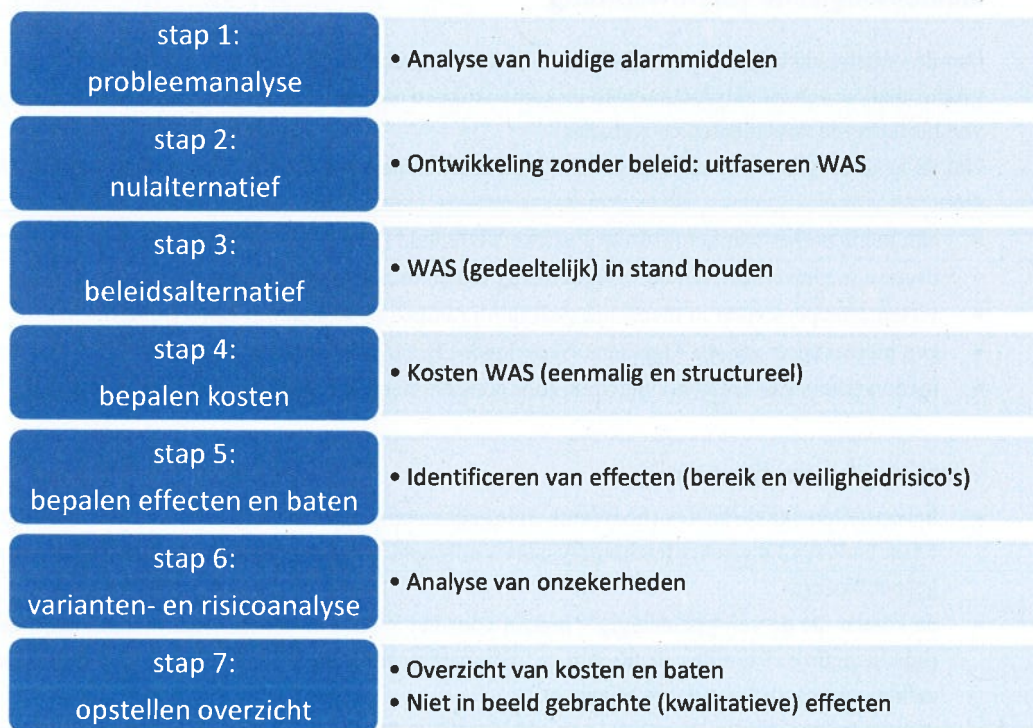 stap 1:
probleemanalyse
• Analyse van huidige alarmmiddelen
stap 2:
nulalternatief
• Ontwikkeling zonder beleid: uitfaseren WAS
stap 3:
beleidsalternatief
• WAS (gedeeltelijk) in stand houden
stap 4:
bepalen kosten
• Kosten WAS (eenmalig en structureel)
stap 5:
bepalen effecten en baten
• Identificeren van effecten (bereik en veiligheidrisico's)
stap 6:
varianten- en risicoanalyse
• Analyse van onzekerheden
stap 7:
opstellen overzicht
• Overzicht van kosten en baten
• Niet in beeld gebrachte (kwalitatieve) effecten